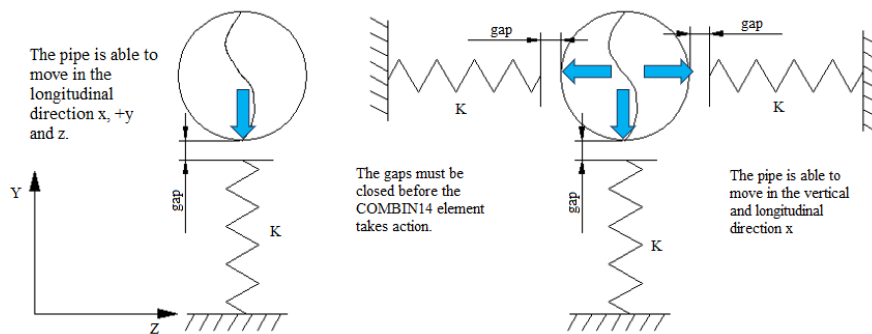 The pipe is able to
move in the
longitudinal
direction x, +y
and z.
Y
Z
gap
K
gap
gap
K
K
The gaps must be
closed before the
COMBIN14 element
takes action.
gap
K
The pipe is able to
move in the vertical
and longitudinal
direction x